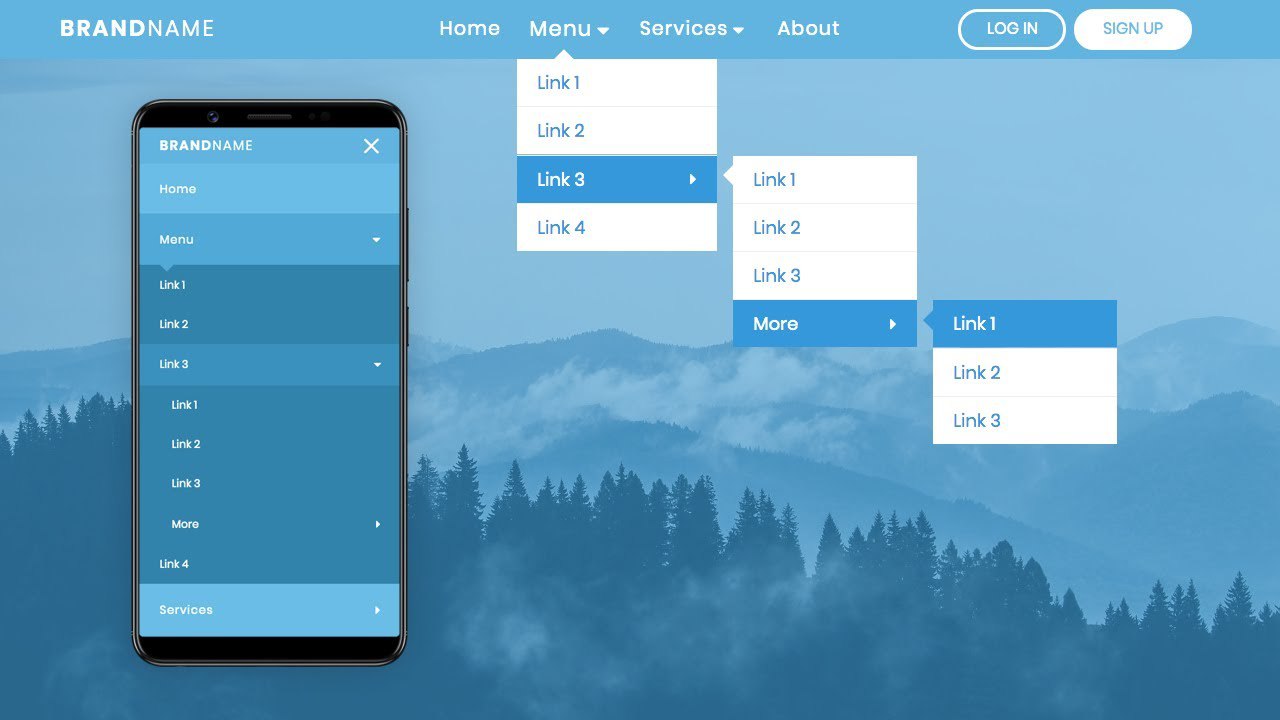 BRANDNAME
Home Menu Services About
LOG IN SIGN UP
Link 1
Link 2
Link 3
Link 4
Link 1
Link 2
Link 3
More
Link 1
Link 2
Link 3
BRANDNAME
Home
Menu
Link 1
Link 2
Link 3
Link 1
Link 2
Link 3
More
Link 4
Services